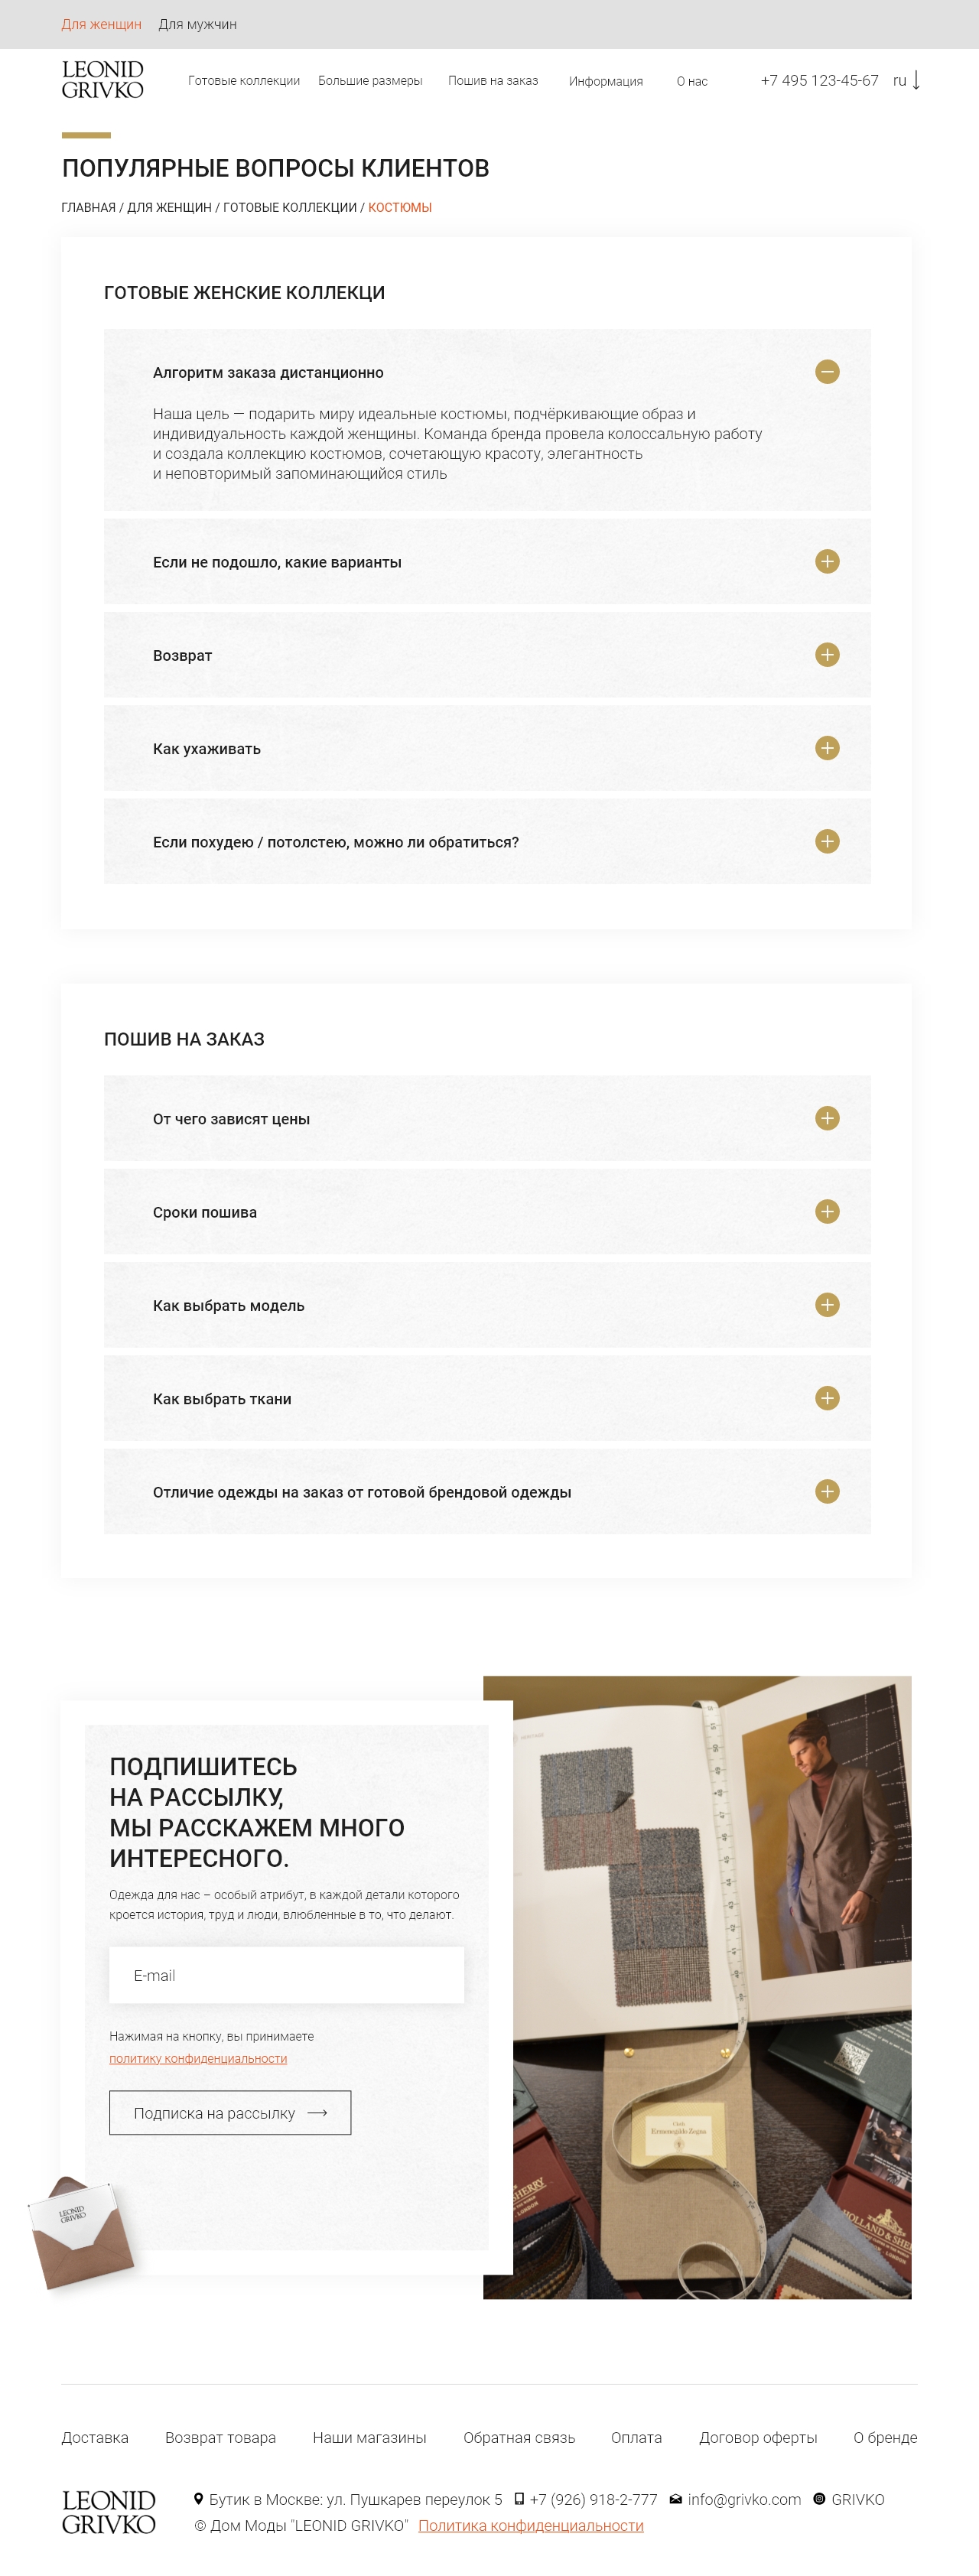 Для женщин Для мужчин
LEONID
GRIVKO
Готовые коллекции Большие размеры Пошив на заказ Информация О нас +7 495 123-45-67 ru
ПОПУЛЯРНЫЕ ВОПРОСЫ КЛИЕНТОВ
ГЛАВНАЯ / ДЛЯ ЖЕНЩИН / ГОТОВЫЕ КОЛЛЕКЦИИ / КОСТЮМЫ
ГОТОВЫЕ ЖЕНСКИЕ КОЛЛЕКЦИ
Алгоритм заказа дистанционно
Наша цель — подарить миру идеальные костюмы, подчёркивающие образ и
индивидуальность каждой женщины. Команда бренда провела колоссальную работу
и создала коллекцию костюмов, сочетающую красоту, элегантность
и неповторимый запоминающийся стиль
Если не подошло, какие варианты
Возврат
Как ухаживать
Если похудею / потолстею, можно ли обратиться?
ПОШИВ НА ЗАКАЗ
От чего зависят цены
Сроки пошива
Как выбрать модель
Как выбрать ткани
Отличие одежды на заказ от готовой брендовой одежды
ПОДПИШИТЕСЬ
НА РАССЫЛКУ,
МЫ РАССКАЖЕМ МНОГО
ИНТЕРЕСНОГО.
Одежда для нас – особый атрибут, в каждой детали которого
кроется история, труд и люди, влюбленные в то, что делают.
E-mail
Нажимая на кнопку, вы принимаете
политику конфиденциальности
Подписка на рассылку
LEONID
GRIVKO
Ermenegildo Zegna
SHERRY
LONDON
HOLLAND & SHE
LONDON
Доставка Возврат товара Наши магазины Обратная связь Оплата Договор оферты О бренде
LEONID
GRIVKO
Бутик в Москве: ул. Пушкарев переулок 5 +7 (926) 918-2-777 info@grivko.com GRIVKO
© Дом Моды "LEONID GRIVKO" Политика конфиденциальности